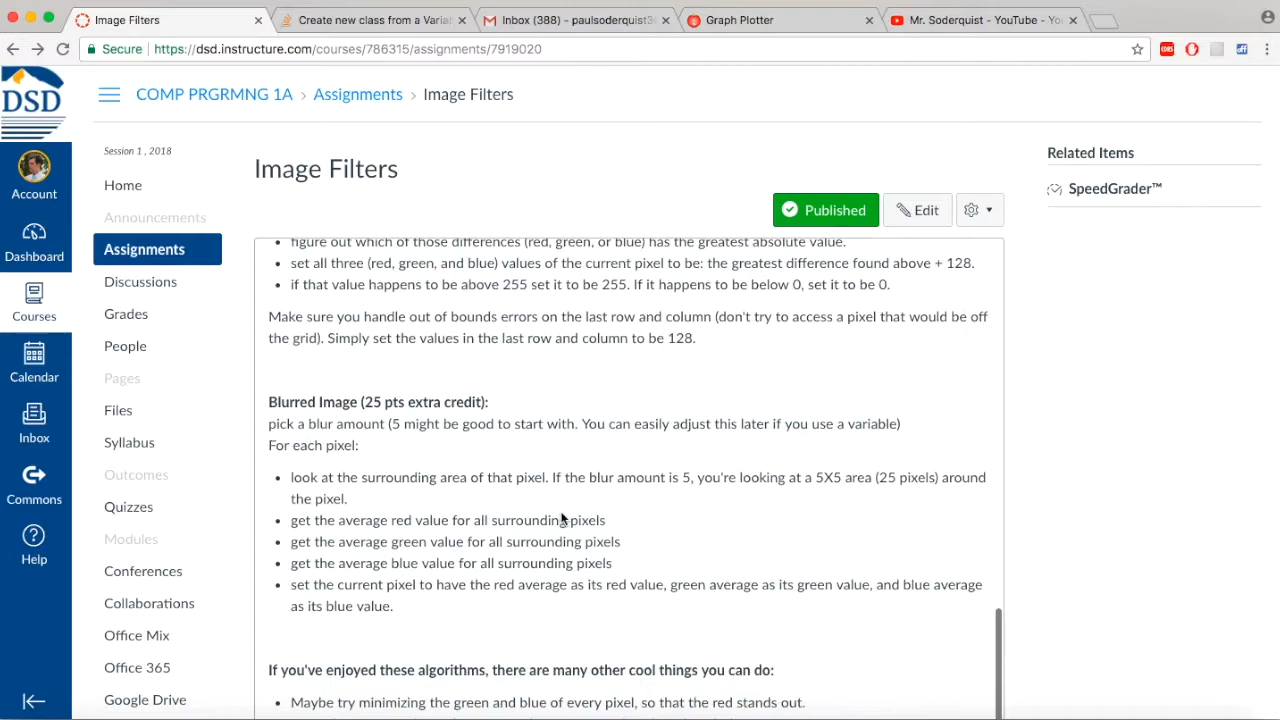 Image Filters
Create new class from a Varia
Inbox (388) - paulsoderquist3
Graph Plotter
Mr. Soderquist - YouTube - Yo
Secure
https://dsd.instructure.com/courses/786315/assignments/7919020
DSD
COMP PRGRMNG 1A › Assignments › Image Filters
Account
Dashboard
Courses
Calendar
Inbox
Commons
Help
Session 1 , 2018
Home
Announcements
Assignments
Discussions
Grades
People
Pages
Files
Syllabus
Outcomes
Quizzes
Modules
Conferences
Collaborations
Office Mix
Office 365
Google Drive
Image Filters
Published
Edit
figure out which of those differences (red, green, or blue) has the greatest absolute value.
set all three (red, green, and blue) values of the current pixel to be: the greatest difference found above + 128.
if that value happens to be above 255 set it to be 255. If it happens to be below 0, set it to be 0.
Make sure you handle out of bounds errors on the last row and column (don't try to access a pixel that would be off
the grid). Simply set the values in the last row and column to be 128.
Blurred Image (25 pts extra credit):
pick a blur amount (5 might be good to start with. You can easily adjust this later if you use a variable)
For each pixel:
look at the surrounding area of that pixel. If the blur amount is 5, you're looking at a 5X5 area (25 pixels) around
the pixel.
get the average red value for all surrounding pixels
get the average green value for all surrounding pixels
get the average blue value for all surrounding pixels
set the current pixel to have the red average as its red value, green average as its green value, and blue average
as its blue value.
If you've enjoyed these algorithms, there are many other cool things you can do:
Maybe try minimizing the green and blue of every pixel, so that the red stands out.
Related Items
SpeedGrader™